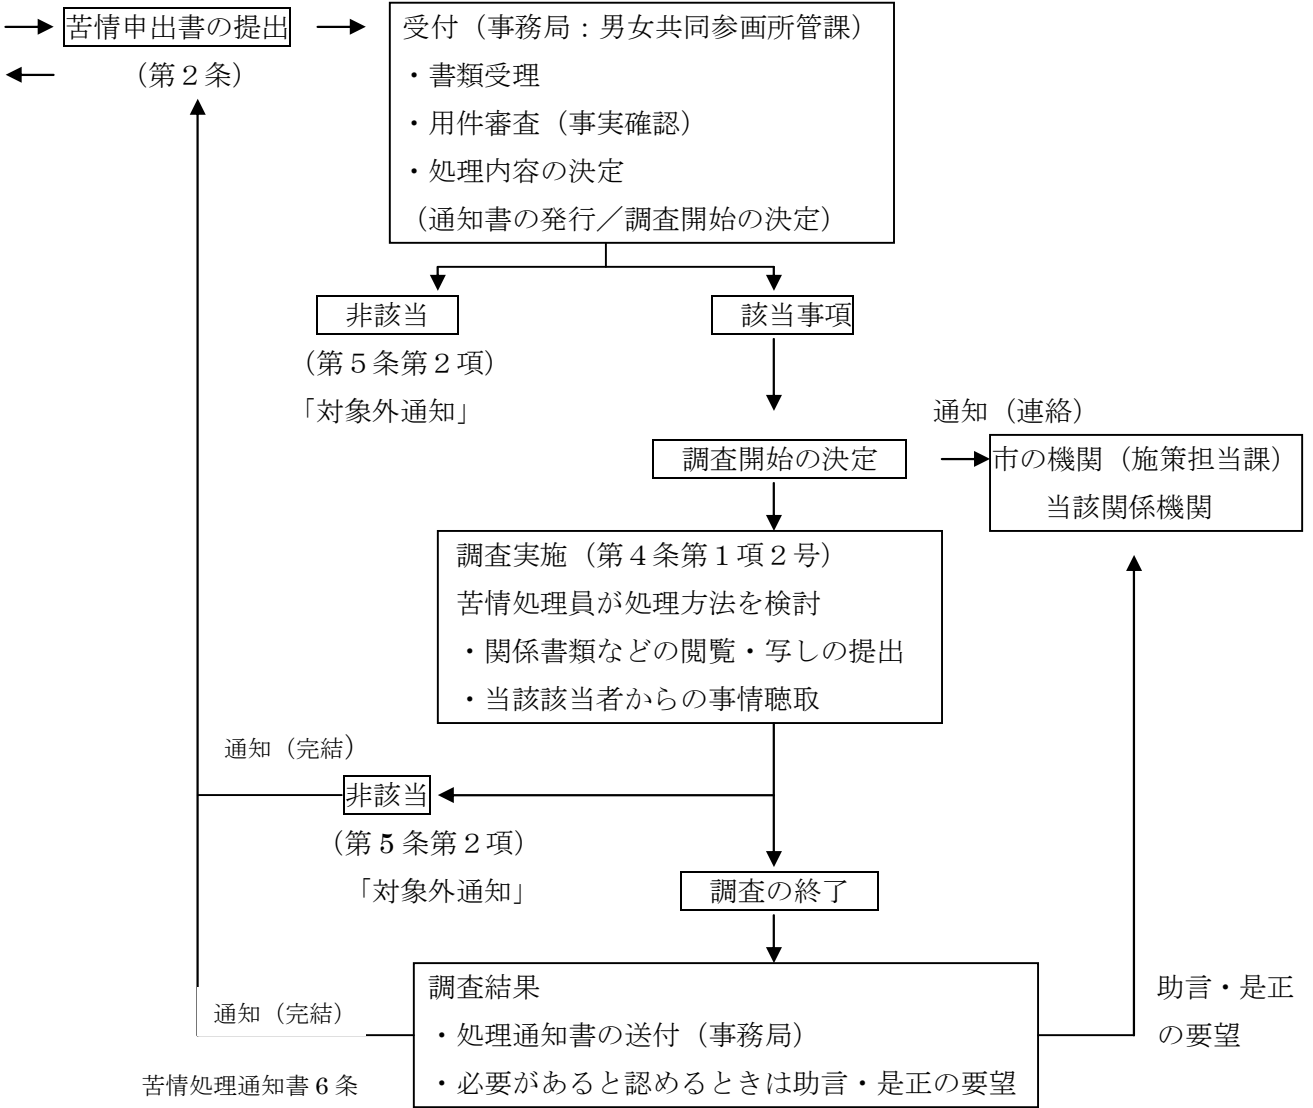 苦情申出書の提出
（第２条）
受付（事務局：男女共同参画所管課）
・書類受理
・用件審査（事実確認）
・処理内容の決定
（通知書の発行／調査開始の決定）
非該当
（第５条第２項）
「対象外通知」
該当事項
調査開始の決定
通知（連絡）
市の機関（施策担当課）
当該関係機関
調査実施（第４条第１項２号）
苦情処理員が処理方法を検討
・関係書類などの閲覧・写しの提出
・当該該当者からの事情聴取
通知（完結）
非該当
（第5条第２項）
「対象外通知」
調査の終了
調査結果
・処理通知書の送付（事務局）
・必要があると認めるときは助言・是正の要望
通知（完結）
苦情処理通知書6条
助言・是正
の要望